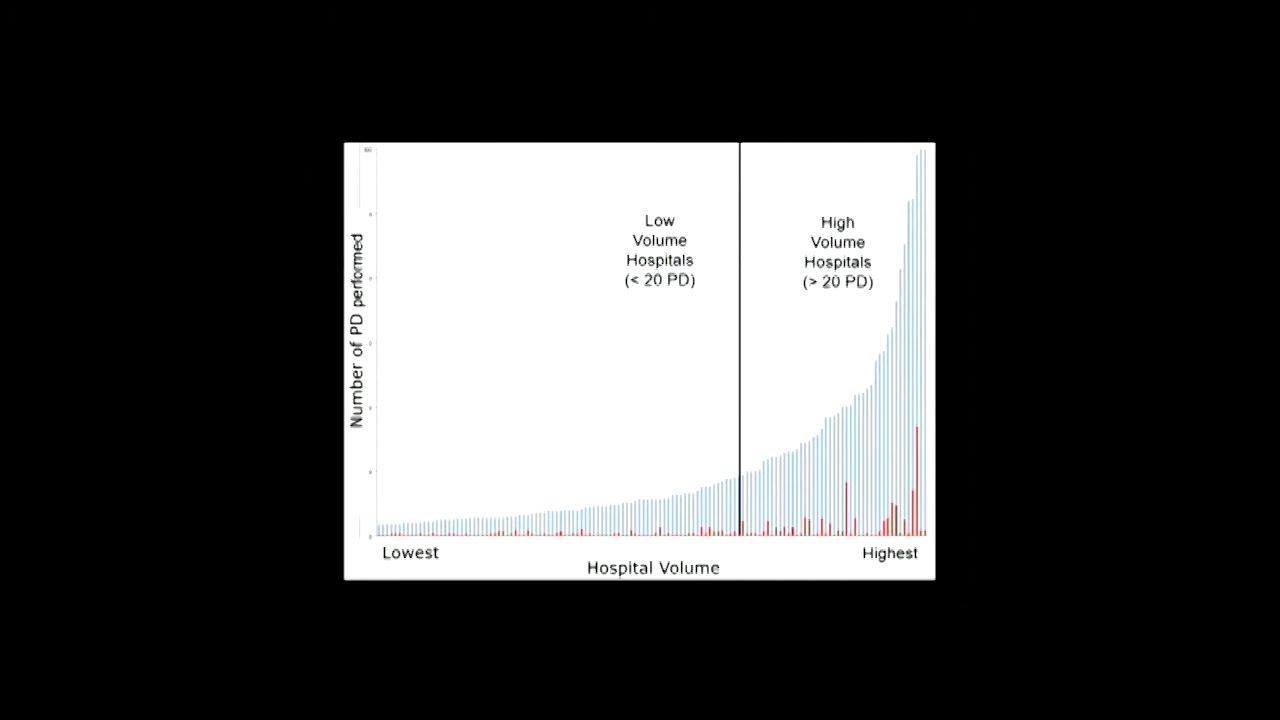 Number of PD performed
Low
Volume
Hospitals
(< 20 PD)
High
Volume
Hospitals
(> 20 PD)
Lowest
Highest
Hospital Volume